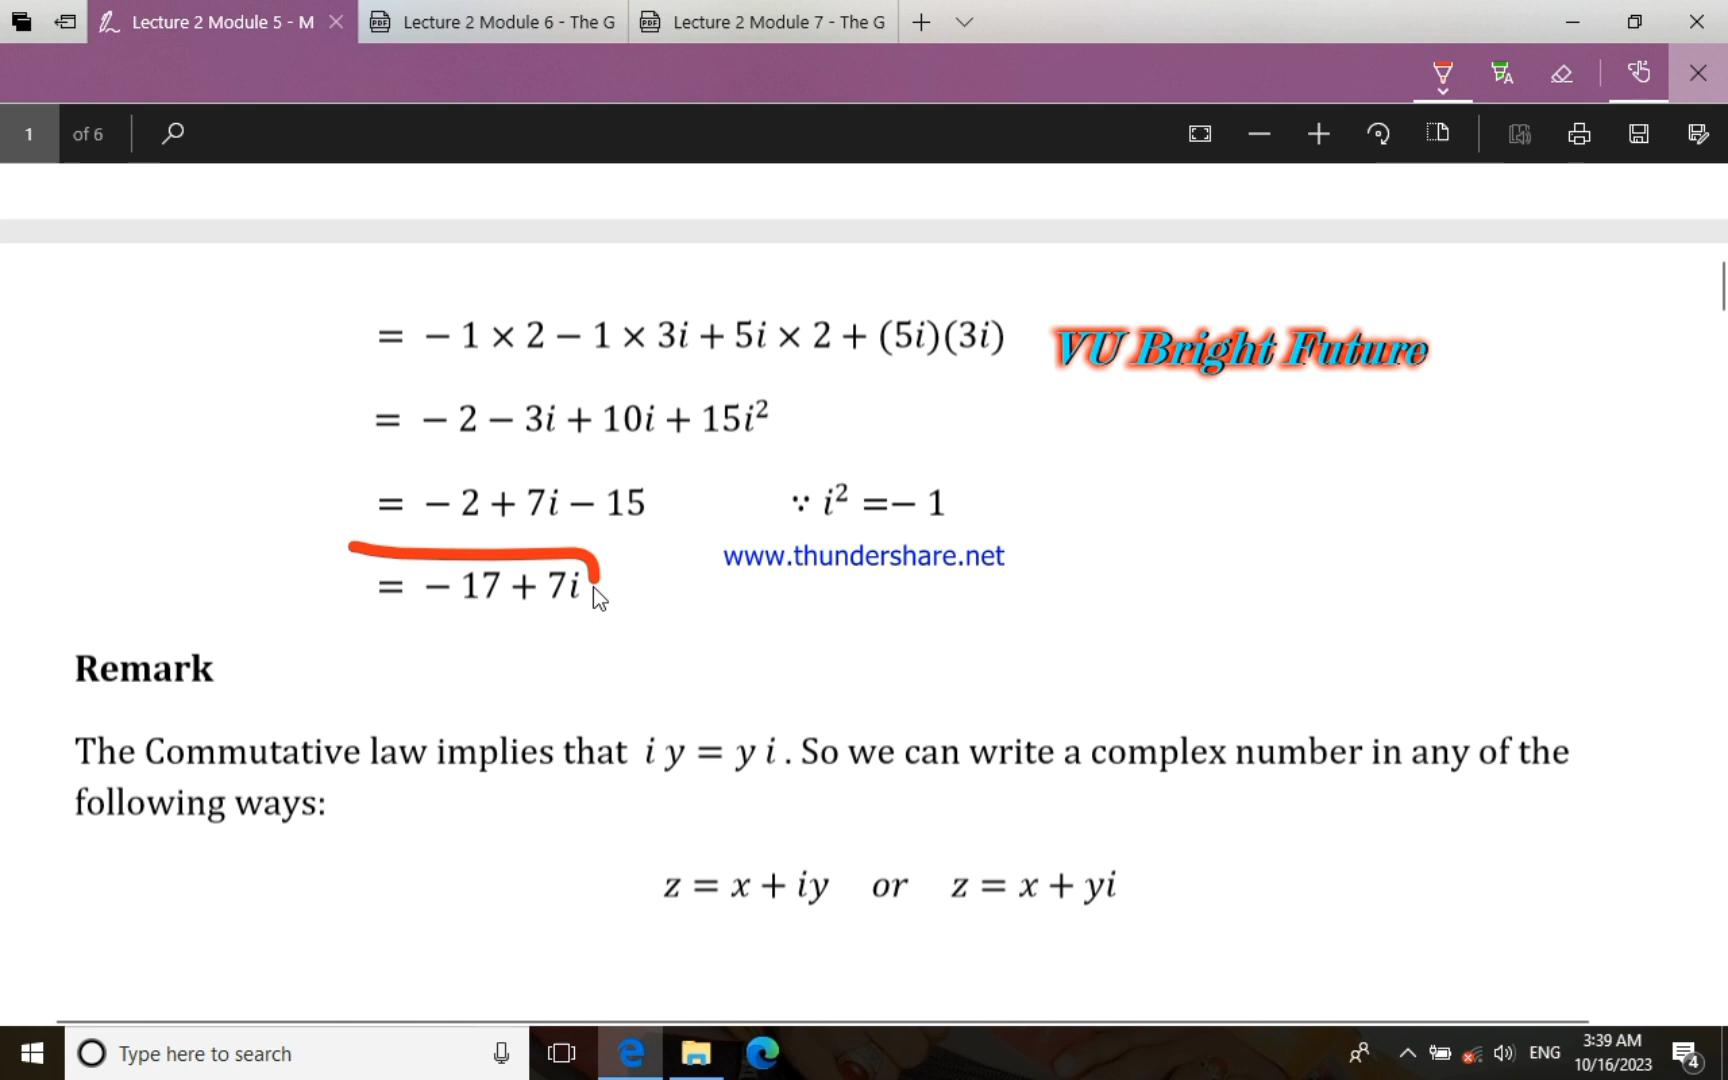 Lecture 2 Module 5 - M
Lecture 2 Module 6 - The G
Lecture 2 Module 7 - The G
1 of 6
= − 1 × 2 − 1 × 3i + 5i × 2 + (5i)(3i)
VU Bright Future
= − 2 − 3i + 10i + 15i²
= − 2 + 7i − 15 ∵ i² =− 1
www.thundershare.net
= − 17 + 7i
Remark
The Commutative law implies that i y = y i . So we can write a complex number in any of the
following ways:
z = x + iy or z = x + yi
Type here to search
ENG
3:39 AM
10/16/2023
4